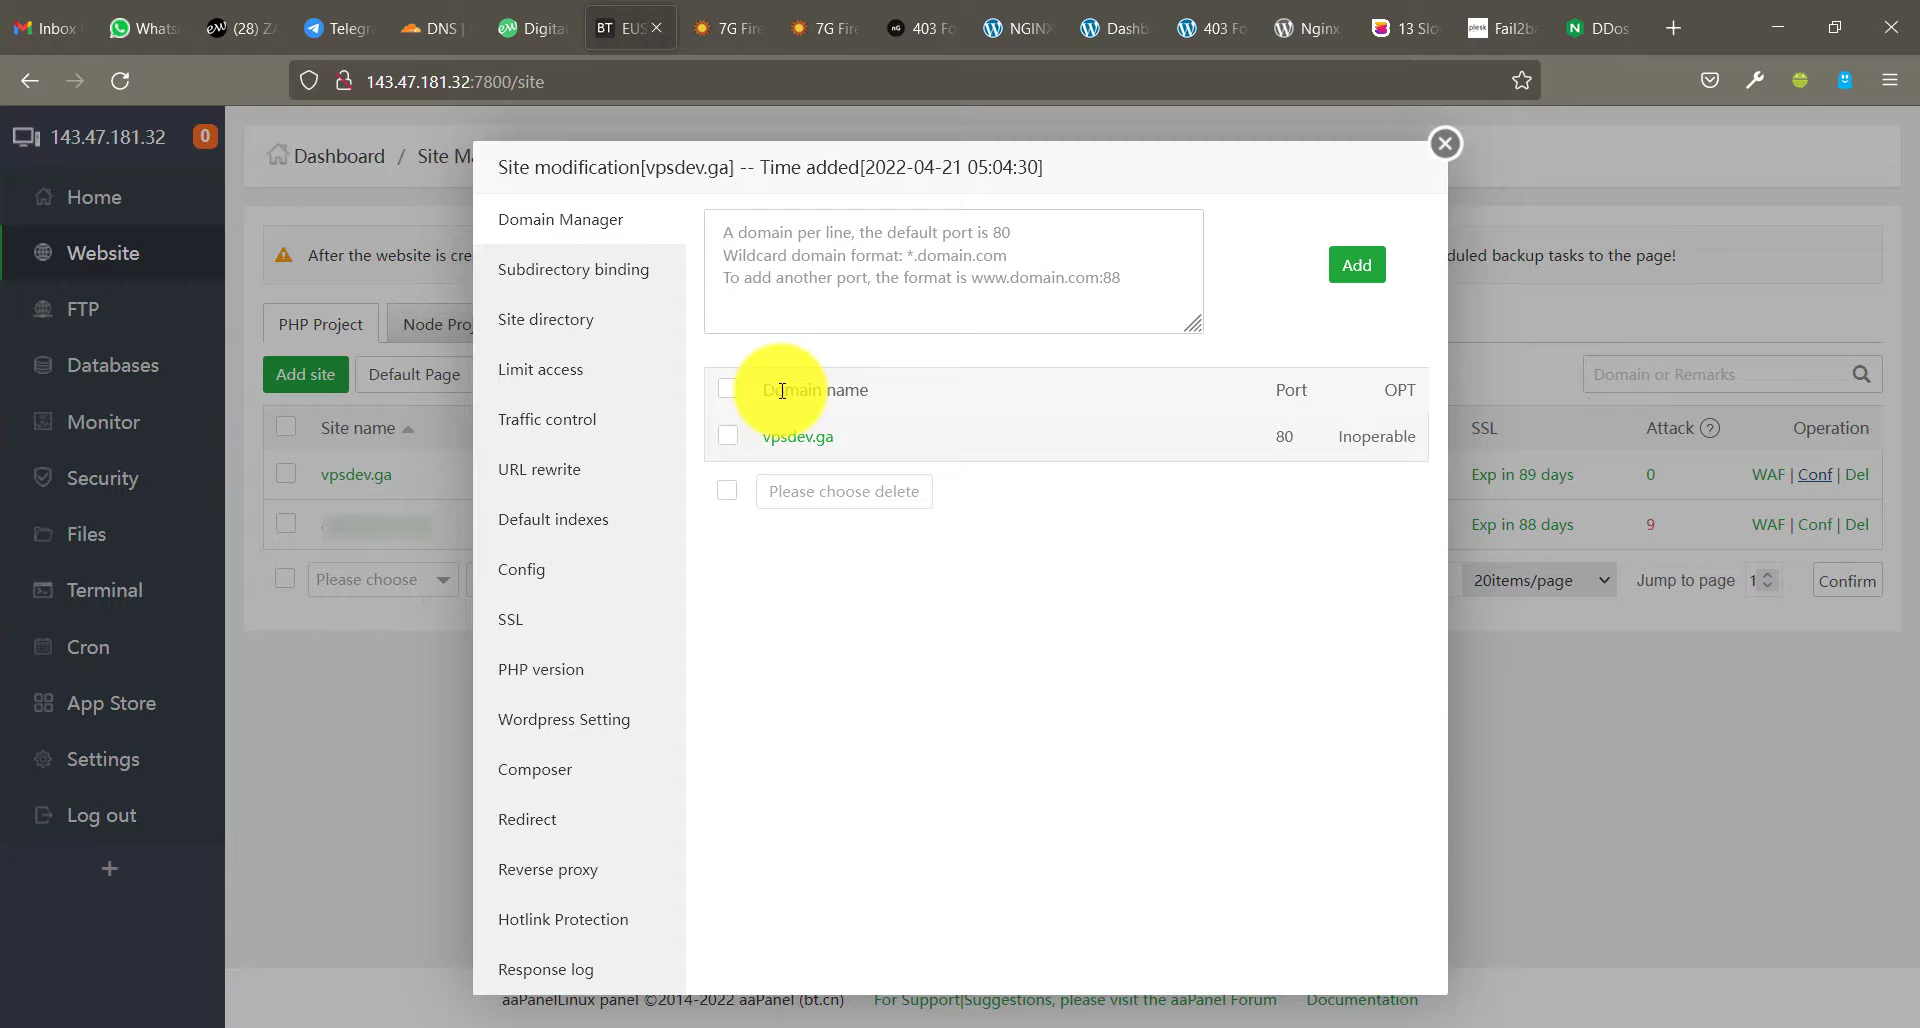 Inbox
Whats
(28) Z
Telegr
DNS |
Digita
BT EUS
7G Fire
7G Fire
403 Fo
NGINX
Dashb
403 Fo
Nginx
13 Slo
plesk Fail2b
DDos
143.47.181.32:7800/site
143.47.181.32 0
Home
Website
FTP
Databases
Monitor
Security
Files
Terminal
Cron
App Store
Settings
Log out
Dashboard / Site Ma
After the website is cre
duled backup tasks to the page!
PHP Project
Node Proj
Add site
Default Page
Domain or Remarks
Site name
SSL
Attack ?
Operation
vpsdev.ga
Exp in 89 days
0
WAF | Conf | Del
Exp in 88 days
9
WAF | Conf | Del
Please choose
20items/page
Jump to page
1
Confirm
Site modification[vpsdev.ga] -- Time added[2022-04-21 05:04:30]
Domain Manager
Subdirectory binding
Site directory
Limit access
Traffic control
URL rewrite
Default indexes
Config
SSL
PHP version
Wordpress Setting
Composer
Redirect
Reverse proxy
Hotlink Protection
Response log
A domain per line, the default port is 80
Wildcard domain format: *.domain.com
To add another port, the format is www.domain.com:88
Add
Domain name
Port
OPT
vpsdev.ga
80
Inoperable
Please choose delete
aaPanelLinux panel ©2014-2022 aaPanel (bt.cn)
For Support|Suggestions, please visit the aaPanel Forum
Documentation